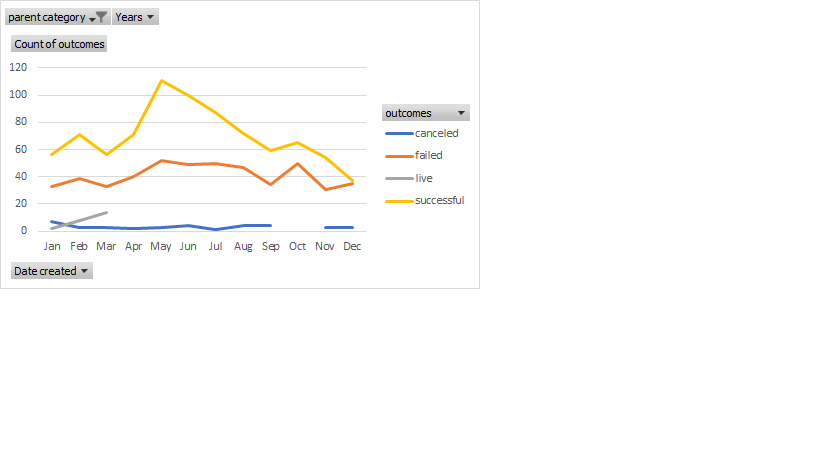 parent category Years
Count of outcomes
120
100
80
60
40
20
0
Jan Feb Mar Apr May Jun Jul Aug Sep Oct Nov Dec
outcomes
canceled
failed
live
successful
Date created